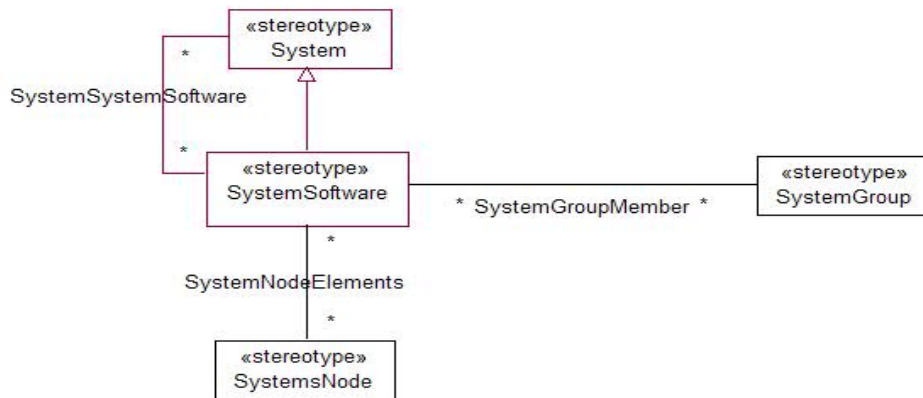 «stereotype»
System
*
SystemSystemSoftware
*
«stereotype»
SystemSoftware
* SystemGroupMember *
«stereotype»
SystemGroup
*
SystemNodeElements
*
«stereotype»
SystemsNode